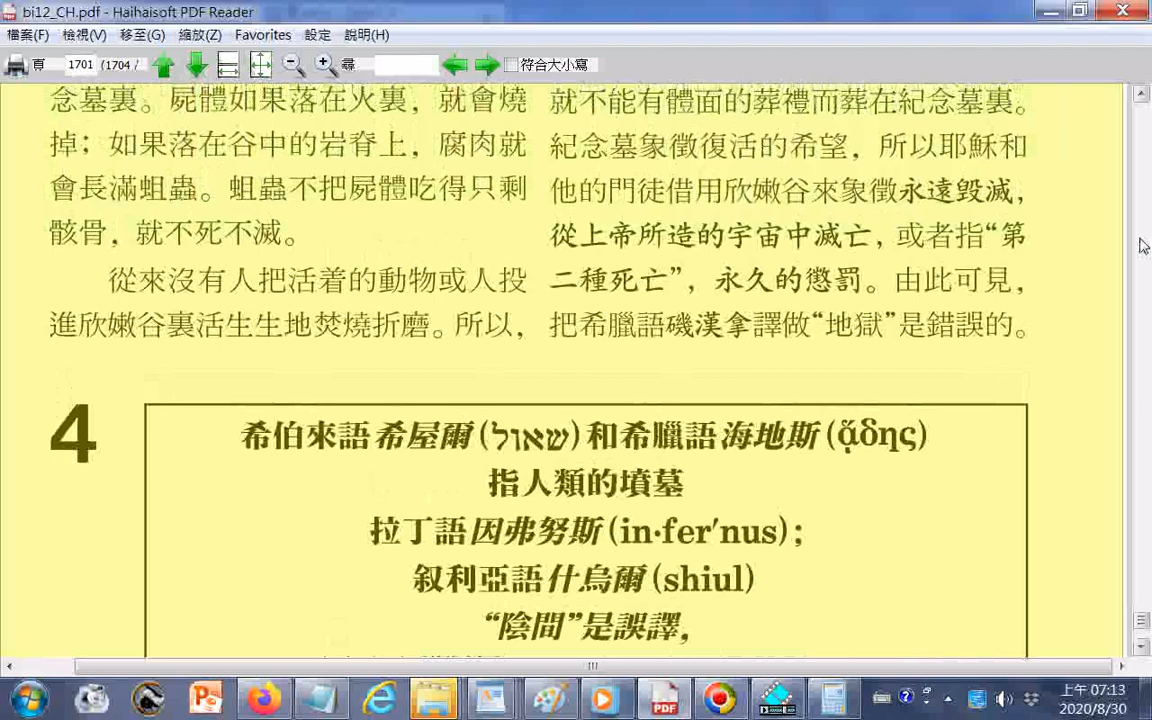 bi12_CH.pdf - Haihaisoft PDF Reader
檔案(F) 檢視(V) 移至(G) 縮放(Z) Favorites 設定 說明(H)
頁 1701 (1704 / 尋 符合大小寫
念墓裏。屍體如果落在火裏，就會燒
掉；如果落在谷中的岩脊上，腐肉就
會長滿蛆蟲。蛆蟲不把屍體吃得只剩
骸骨，就不死不滅。
從來沒有人把活着的動物或人投
進欣嫩谷裏活生生地焚燒折磨。所以，
就不能有體面的葬禮而葬在紀念墓裏。
紀念墓象徵復活的希望，所以耶穌和
他的門徒借用欣嫩谷來象徵永遠毀滅，
從上帝所造的宇宙中滅亡，或者指“第
二種死亡”，永久的懲罰。由此可見，
把希臘語磯漢拿譯做“地獄”是錯誤的。
4
希伯來語希屋爾(שאול)和希臘語海地斯(ᾅδης)
指人類的墳墓
拉丁語因弗努斯(in·fer′nus)；
叙利亞語什烏爾(shiul)
“陰間”是誤譯，
上午 07:13
2020/8/30